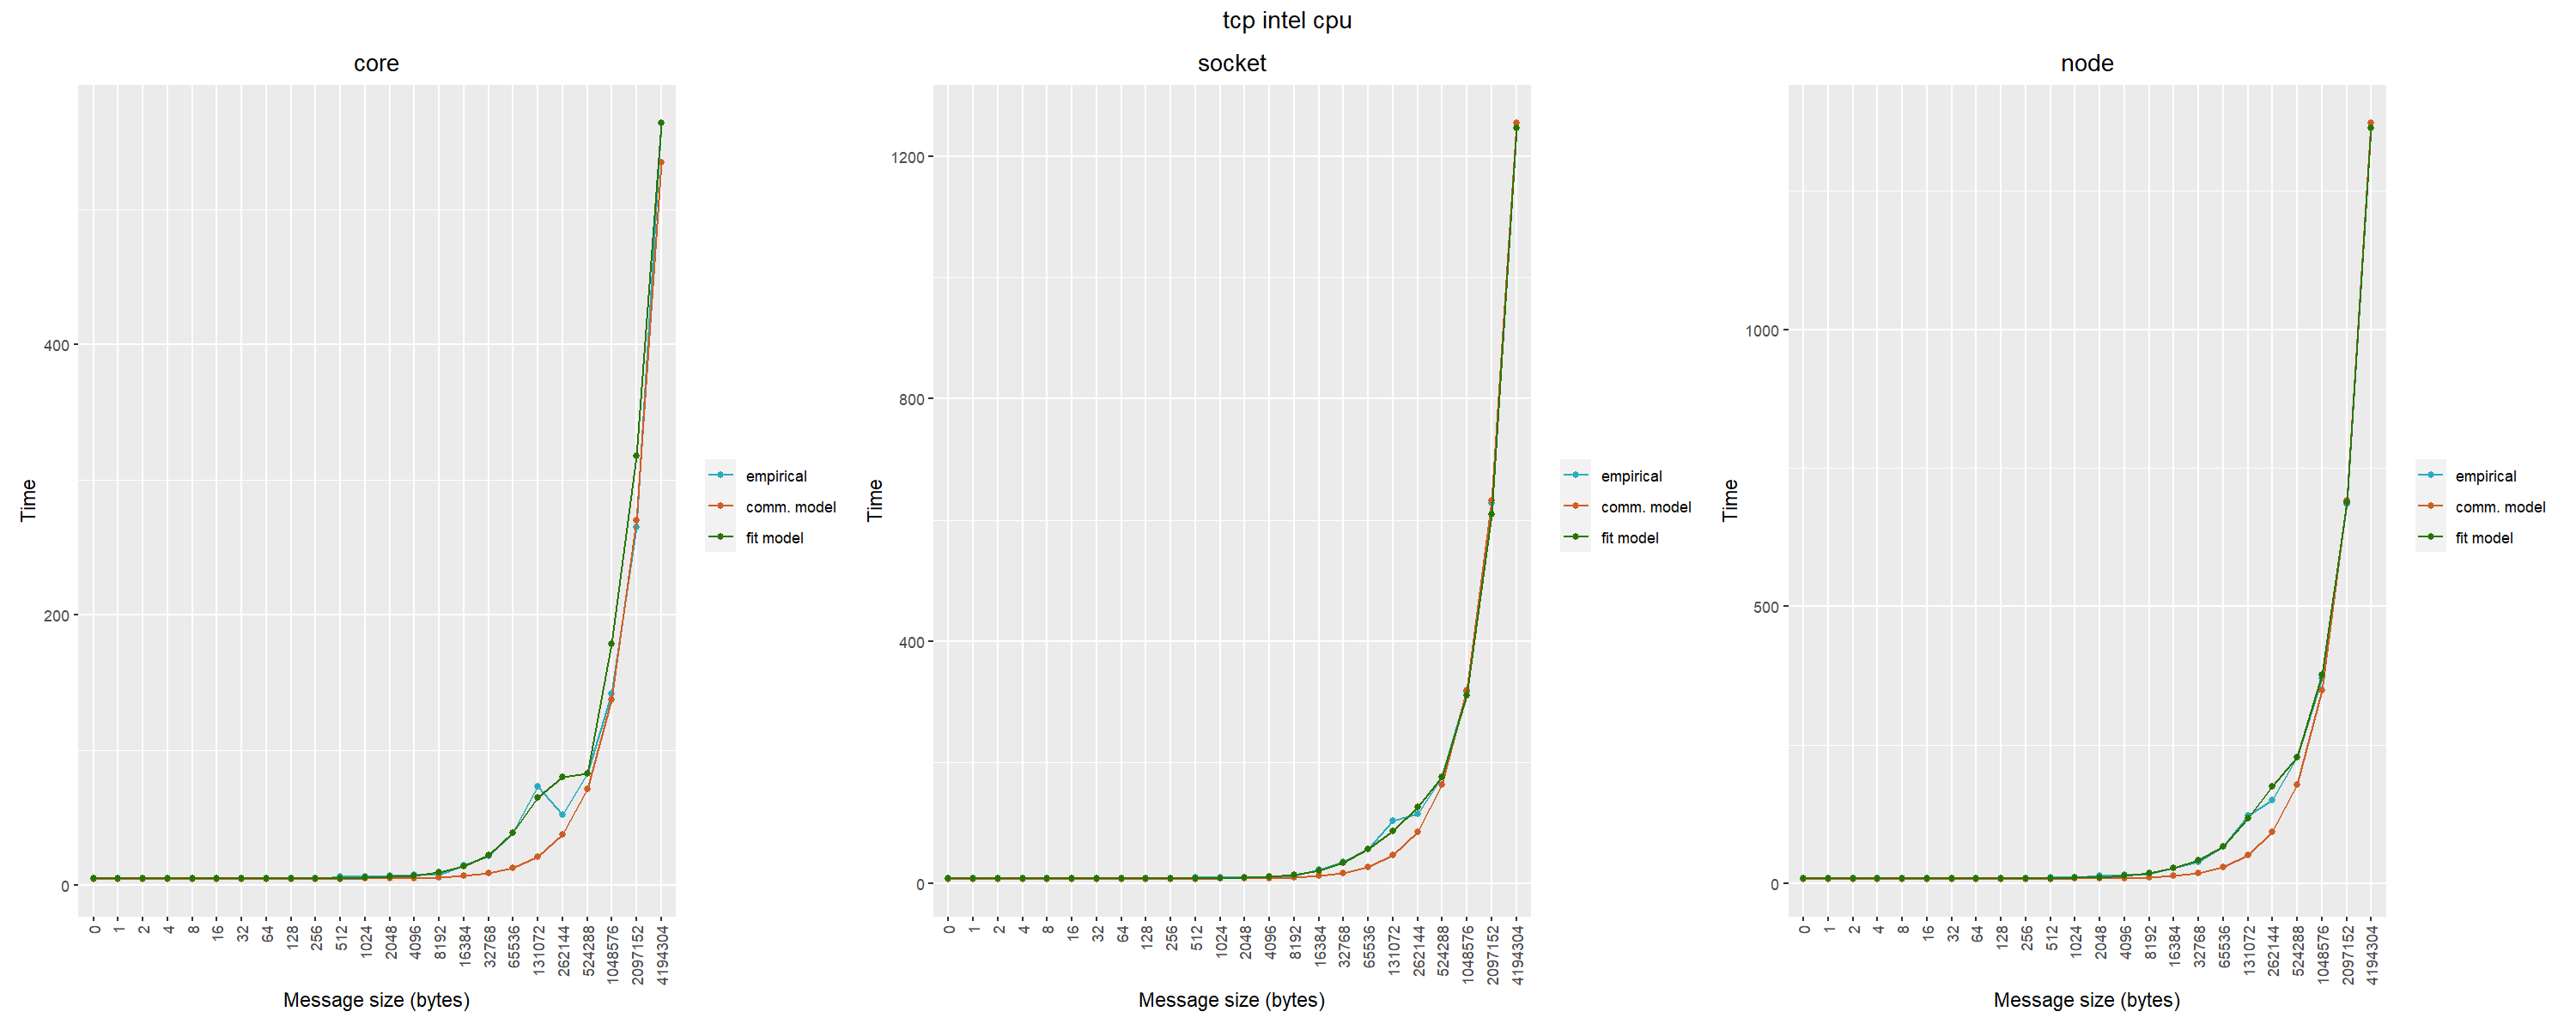 tcp intel cpu
core
Time
400
200
0
0 1 2 4 8 16 32 64 128 256 512 1024 2048 4096 8192 16384 32768 65536 131072 262144 524288 1048576 2097152 4194304
Message size (bytes)
empirical
comm. model
fit model
socket
Time
1200
800
400
0
0 1 2 4 8 16 32 64 128 256 512 1024 2048 4096 8192 16384 32768 65536 131072 262144 524288 1048576 2097152 4194304
Message size (bytes)
empirical
comm. model
fit model
node
Time
1000
500
0
0 1 2 4 8 16 32 64 128 256 512 1024 2048 4096 8192 16384 32768 65536 131072 262144 524288 1048576 2097152 4194304
Message size (bytes)
empirical
comm. model
fit model